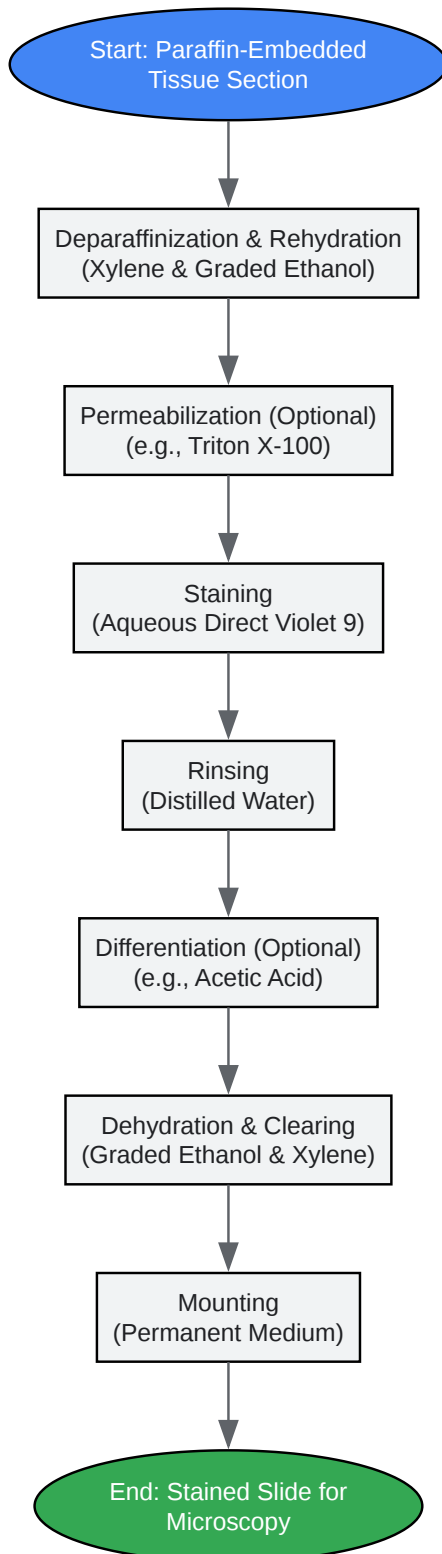 Start: Paraffin-Embedded
Tissue Section
Deparaffinization & Rehydration
(Xylene & Graded Ethanol)
Permeabilization (Optional)
(e.g., Triton X-100)
Staining
(Aqueous Direct Violet 9)
Rinsing
(Distilled Water)
Differentiation (Optional)
(e.g., Acetic Acid)
Dehydration & Clearing
(Graded Ethanol & Xylene)
Mounting
(Permanent Medium)
End: Stained Slide for
Microscopy